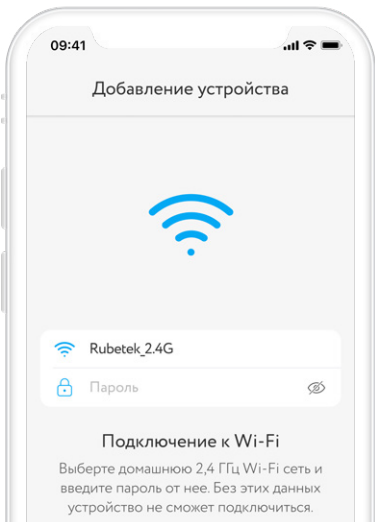 09:41
Добавление устройства
Rubetek_2.4G
Пароль
Подключение к Wi-Fi
Выберте домашнюю 2,4 ГГц Wi-Fi сеть и
введите пароль от нее. Без этих данных
устройство не сможет подключиться.